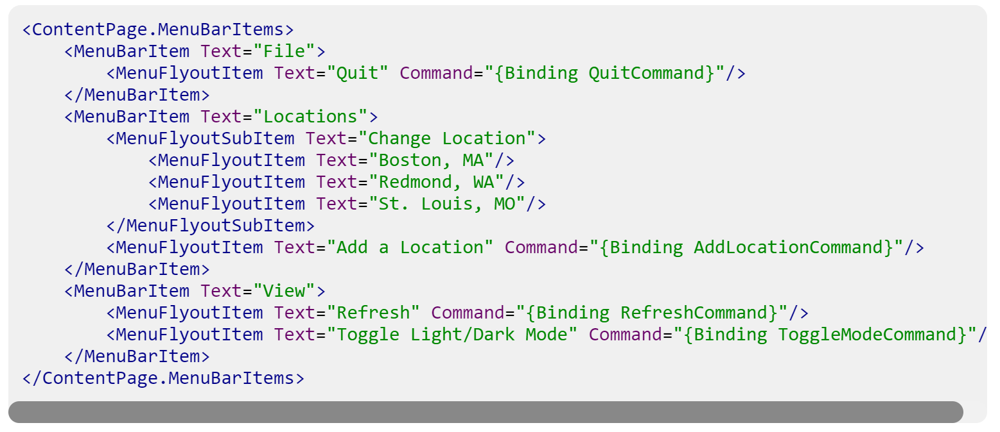 <ContentPage.MenuBarItems>
    <MenuBarItem Text="File">
        <MenuFlyoutItem Text="Quit" Command="{Binding QuitCommand}"/>
    </MenuBarItem>
    <MenuBarItem Text="Locations">
        <MenuFlyoutSubItem Text="Change Location">
            <MenuFlyoutItem Text="Boston, MA"/>
            <MenuFlyoutItem Text="Redmond, WA"/>
            <MenuFlyoutItem Text="St. Louis, MO"/>
        </MenuFlyoutSubItem>
        <MenuFlyoutItem Text="Add a Location" Command="{Binding AddLocationCommand}"/>
    </MenuBarItem>
    <MenuBarItem Text="View">
        <MenuFlyoutItem Text="Refresh" Command="{Binding RefreshCommand}"/>
        <MenuFlyoutItem Text="Toggle Light/Dark Mode" Command="{Binding ToggleModeCommand}"/
    </MenuBarItem>
</ContentPage.MenuBarItems>